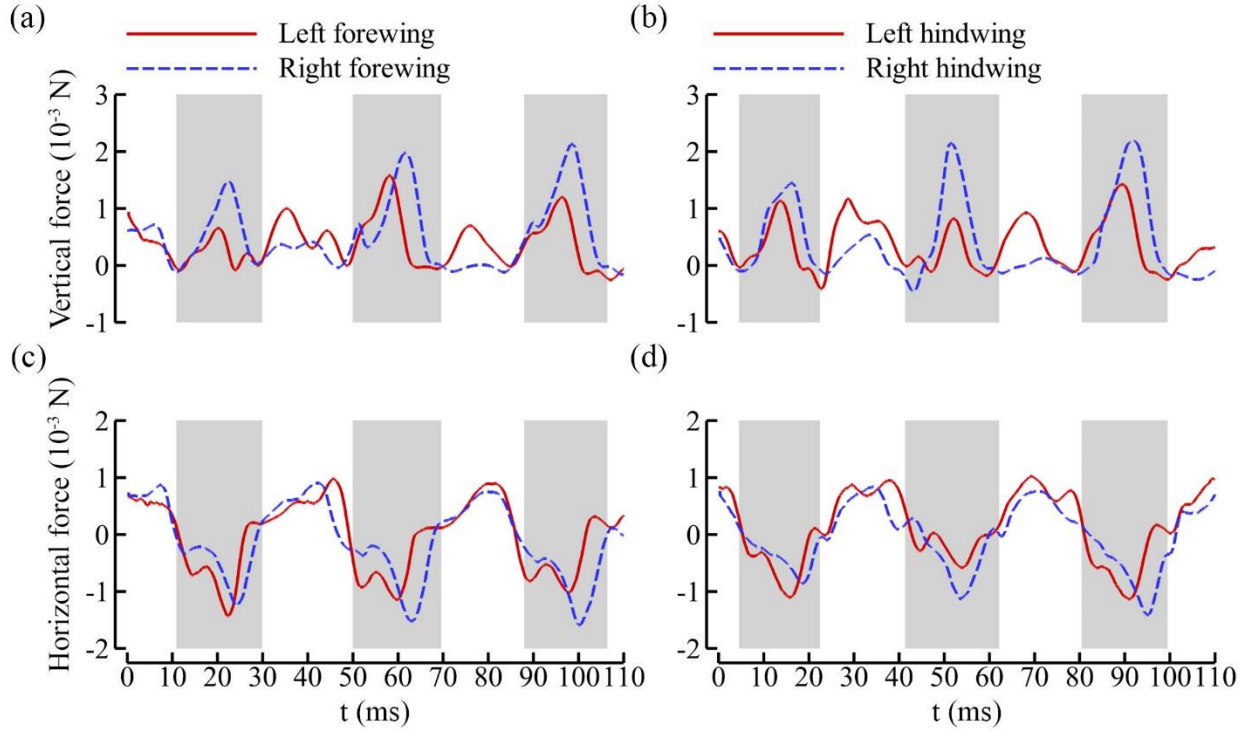 (a)
Left forewing
Right forewing
(b)
Left hindwing
Right hindwing
Vertical force (10⁻³ N)
3
2
1
0
-1
3
2
1
0
-1
(c)
(d)
Horizontal force (10⁻³ N)
2
1
0
-1
-2
2
1
0
-1
-2
0 10 20 30 40 50 60 70 80 90 100 110
0 10 20 30 40 50 60 70 80 90 100 110
t (ms)
t (ms)